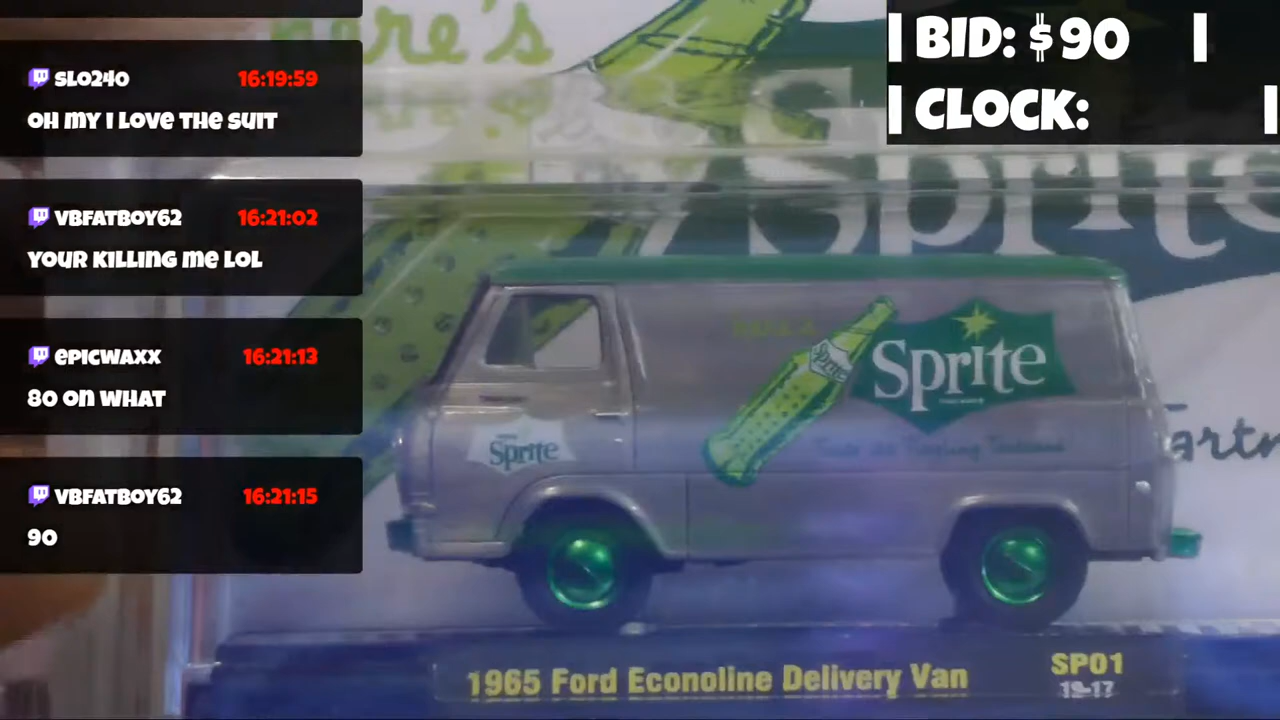 SLO240 16:19:59
OH MY I LOVE THE SUIT
VBFATBOY62 16:21:02
YOUR KILLING ME LOL
EPICWAXX 16:21:13
80 ON WHAT
VBFATBOY62 16:21:15
90
| BID: $90 |
| CLOCK: |
here's
Sprite
Sprite
Sprite
Sprite
1965 Ford Econoline Delivery Van
SP01
19-17